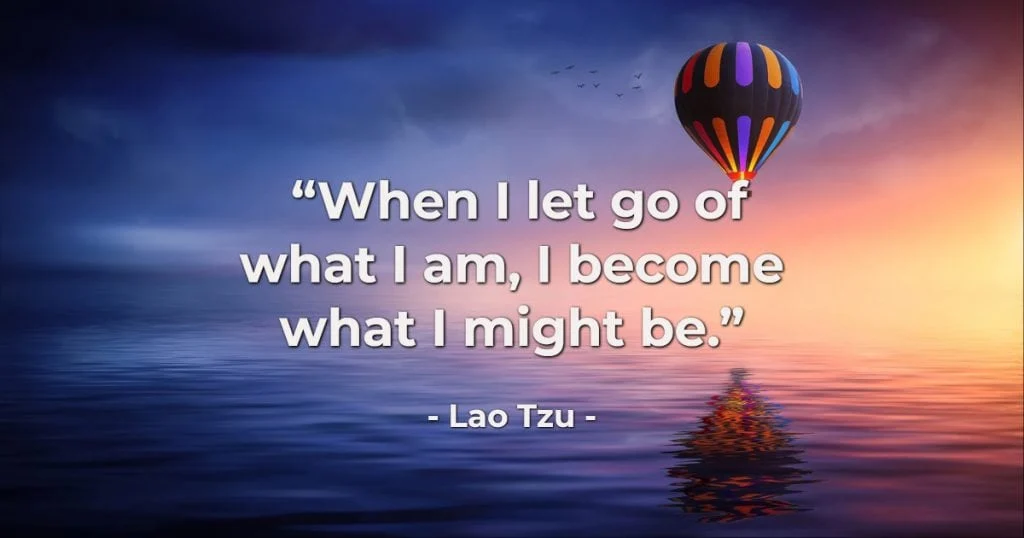 “When I let go of
what I am, I become
what I might be.”
- Lao Tzu -